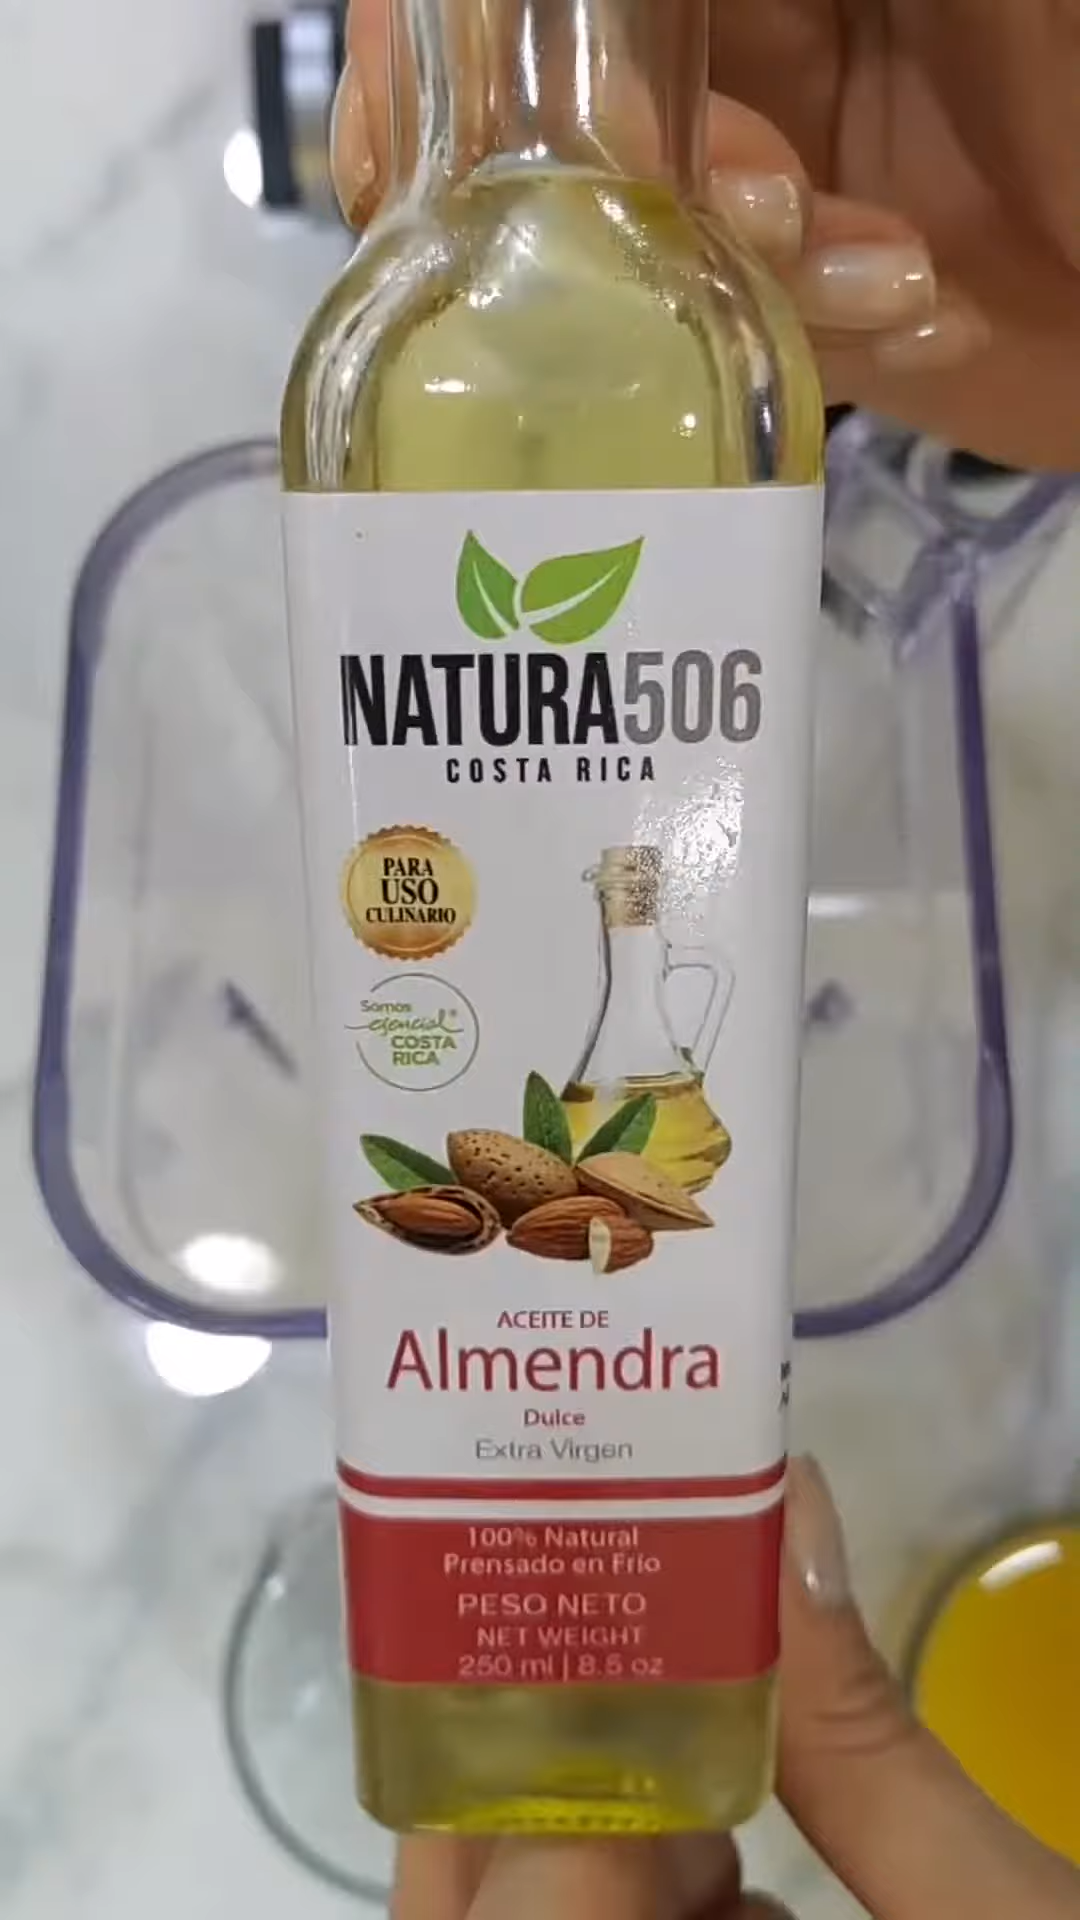 NATURA506
COSTA RICA
PARA
USO
CULINARIO
Somos
esencial
COSTA
RICA
ACEITE DE
Almendra
Dulce
Extra Virgen
100% Natural
Prensado en Frío
PESO NETO
NET WEIGHT
250 ml | 8.5 oz